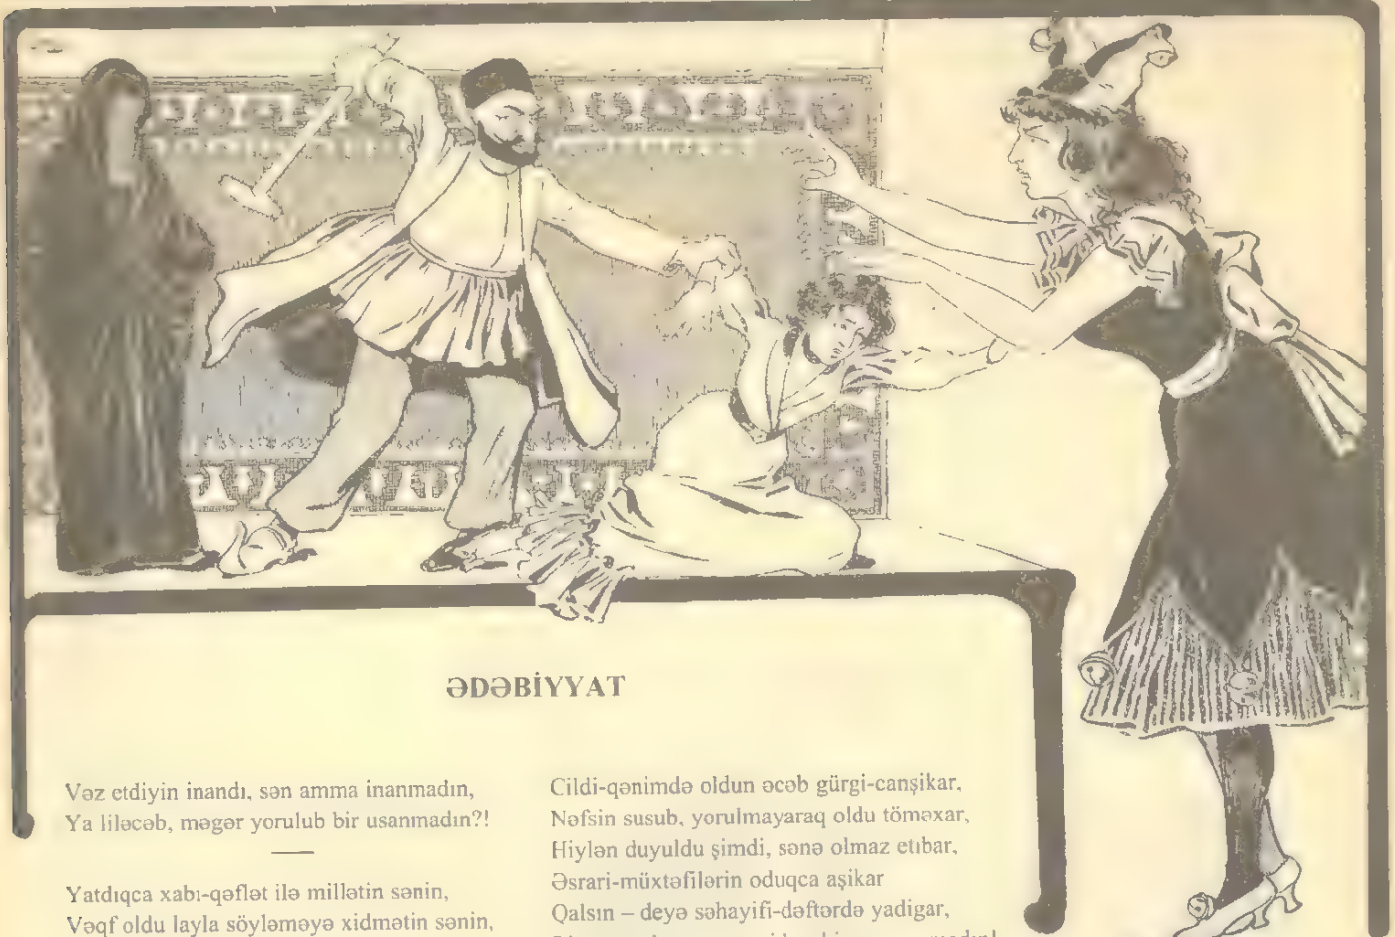 ƏDƏBİYYAT
Vəz etdiyin inandı, sən amma inanmadın,
Ya liləcəb, məgər yorulub bir usanmadın?!
Yatdıqca xabı-qəflət ilə millətin sənin,
Vəqf oldu layla söyləməyə xidmətin sənin,
Cildi-qənimdə oldun əcəb gürgi-canşikar,
Nəfsin susub, yorulmayaraq oldu töməxar,
Hiylən duyuldu şimdi, sənə olmaz etibar,
Əsrari-müxtəfilərin oduqca aşikar
Qalsın – deyə səhayifi-dəftərdə yadigar,